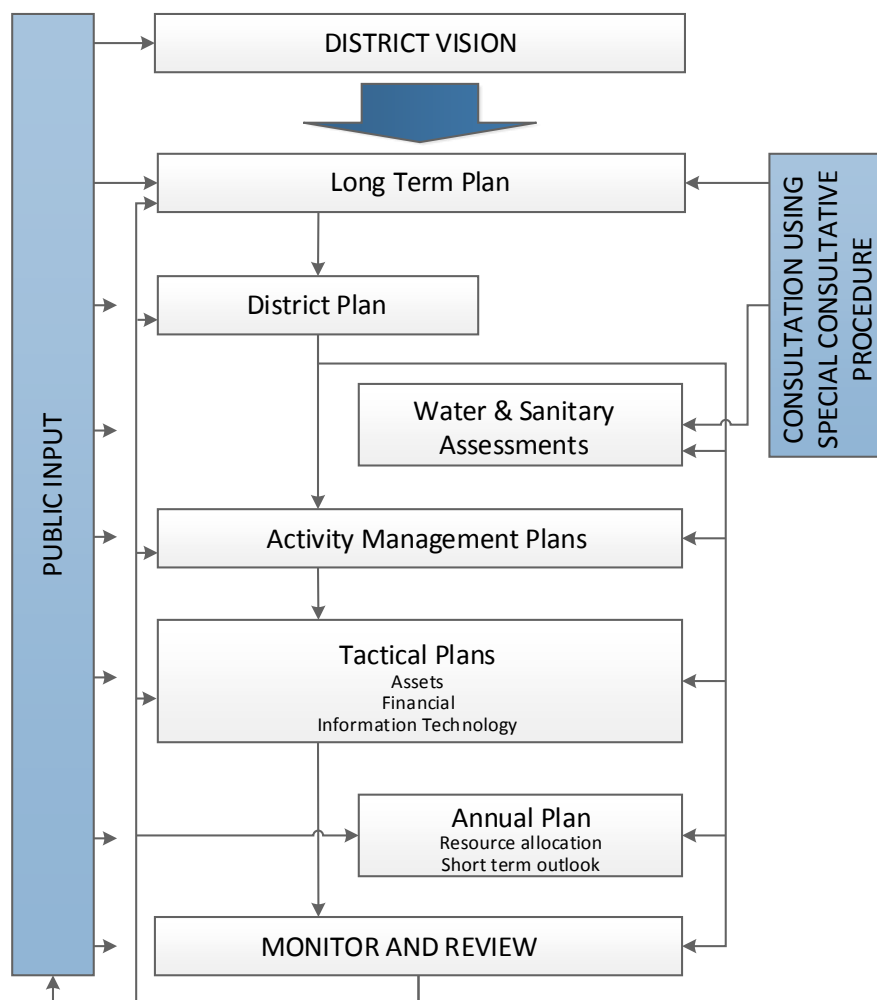 DISTRICT VISION
Long Term Plan
District Plan
Water & Sanitary
Assessments
Activity Management Plans
Tactical Plans
Assets
Financial
Information Technology
Annual Plan
Resource allocation
Short term outlook
MONITOR AND REVIEW
PUBLIC INPUT
CONSULTATION USING
SPECIAL CONSULTATIVE
PROCEDURE